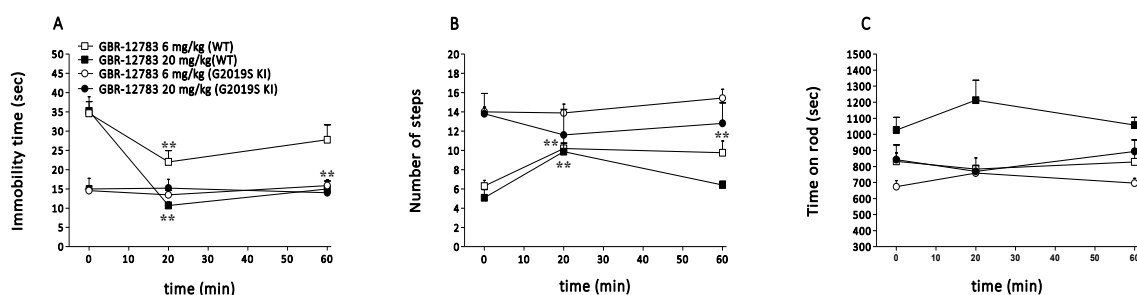 A
B
C
GBR-12783 6 mg/kg (WT)
GBR-12783 20 mg/kg(WT)
GBR-12783 6 mg/kg (G2019S KI)
GBR-12783 20 mg/kg (G2019S KI)
Immobility time (sec)
50
45
40
35
30
25
20
15
10
5
0
**
**
**
0 10 20 30 40 50 60
time (min)
Number of steps
20
18
16
14
12
10
8
6
4
2
0
**
**
**
0 10 20 30 40 50 60
time (min)
Time on rod (sec)
1500
1400
1300
1200
1100
1000
900
800
700
600
500
400
300
0 10 20 30 40 50 60
time (min)